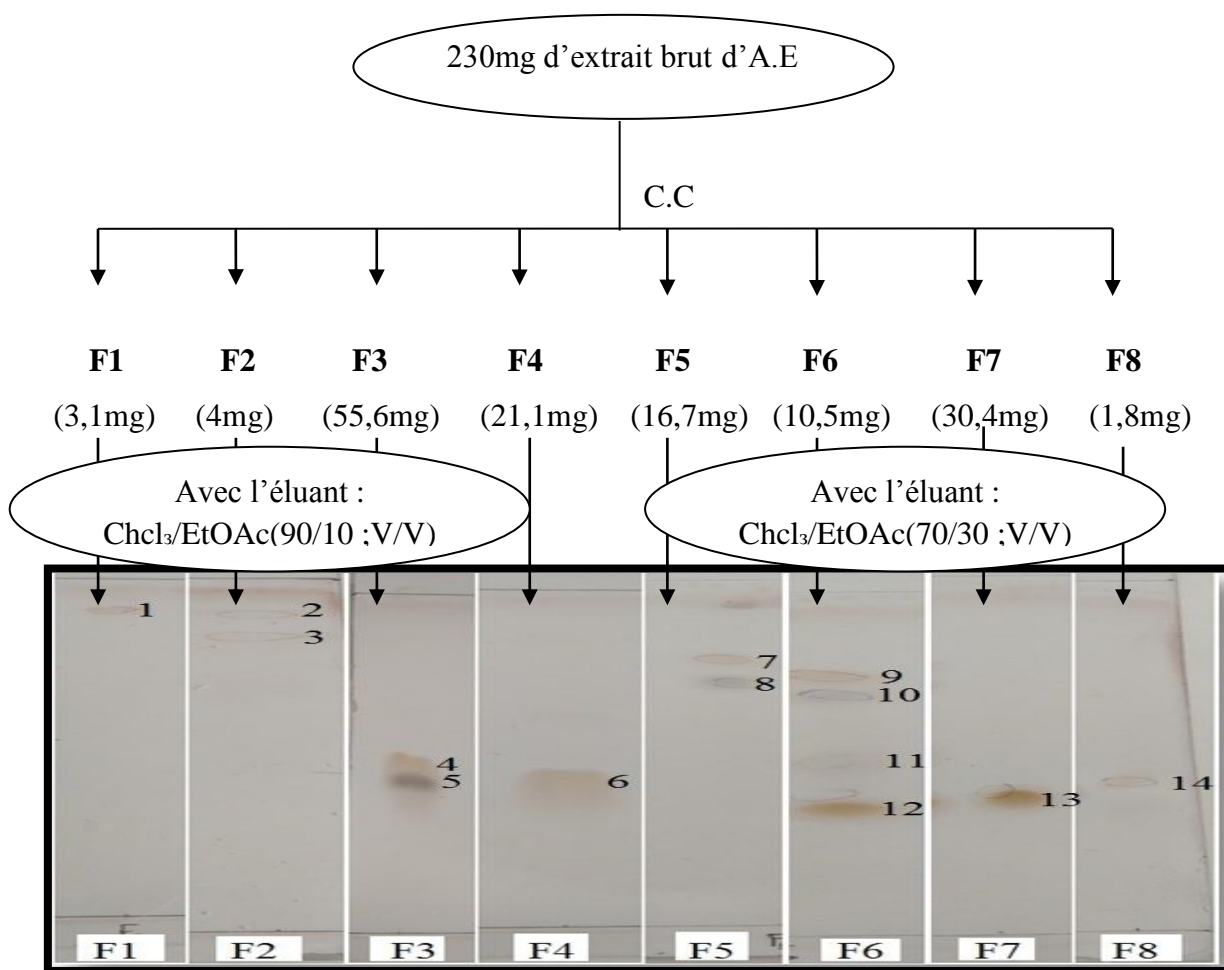 230mg d’extrait brut d’A.E
C.C
F1 F2 F3 F4 F5 F6 F7 F8
(3,1mg) (4mg) (55,6mg) (21,1mg) (16,7mg) (10,5mg) (30,4mg) (1,8mg)
Avec l’éluant :
Chcl₃/EtOAc(90/10 ;V/V)
Avec l’éluant :
Chcl₃/EtOAc(70/30 ;V/V)
1
2
3
4
5
6
7
8
9
10
11
12
13
14
F1 F2 F3 F4 F5 F6 F7 F8